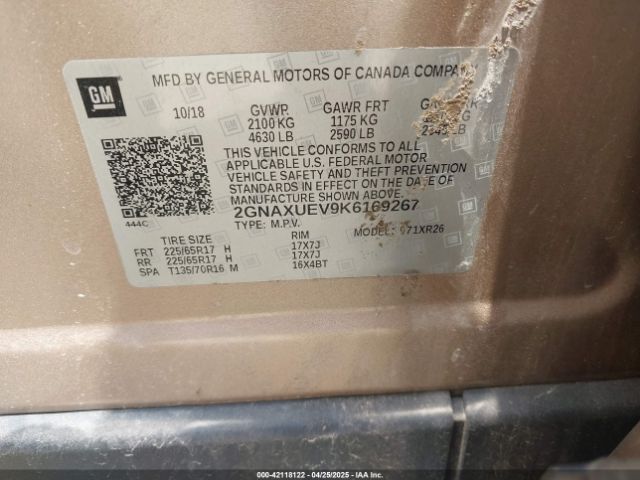 GM
MFD BY GENERAL MOTORS OF CANADA COMPANY
10/18 GVWR GAWR FRT
2100 KG 1175 KG KG
4630 LB 2590 LB LB
THIS VEHICLE CONFORMS TO ALL
APPLICABLE U.S. FEDERAL MOTOR
VEHICLE SAFETY AND THEFT PREVENTION
STANDARDS IN EFFECT ON THE DATE OF
MANUFACTURE SHOWN ABOVE.
2GNAXUEV9K6169267
444C TYPE: M.P.V. MODEL: 1XR26
TIRE SIZE RIM
FRT 225/65R17 H 17X7J
RR 225/65R17 H 17X7J
SPA T135/70R16 M 16X4BT
000-42118122 04/25/2025 IAA Inc.